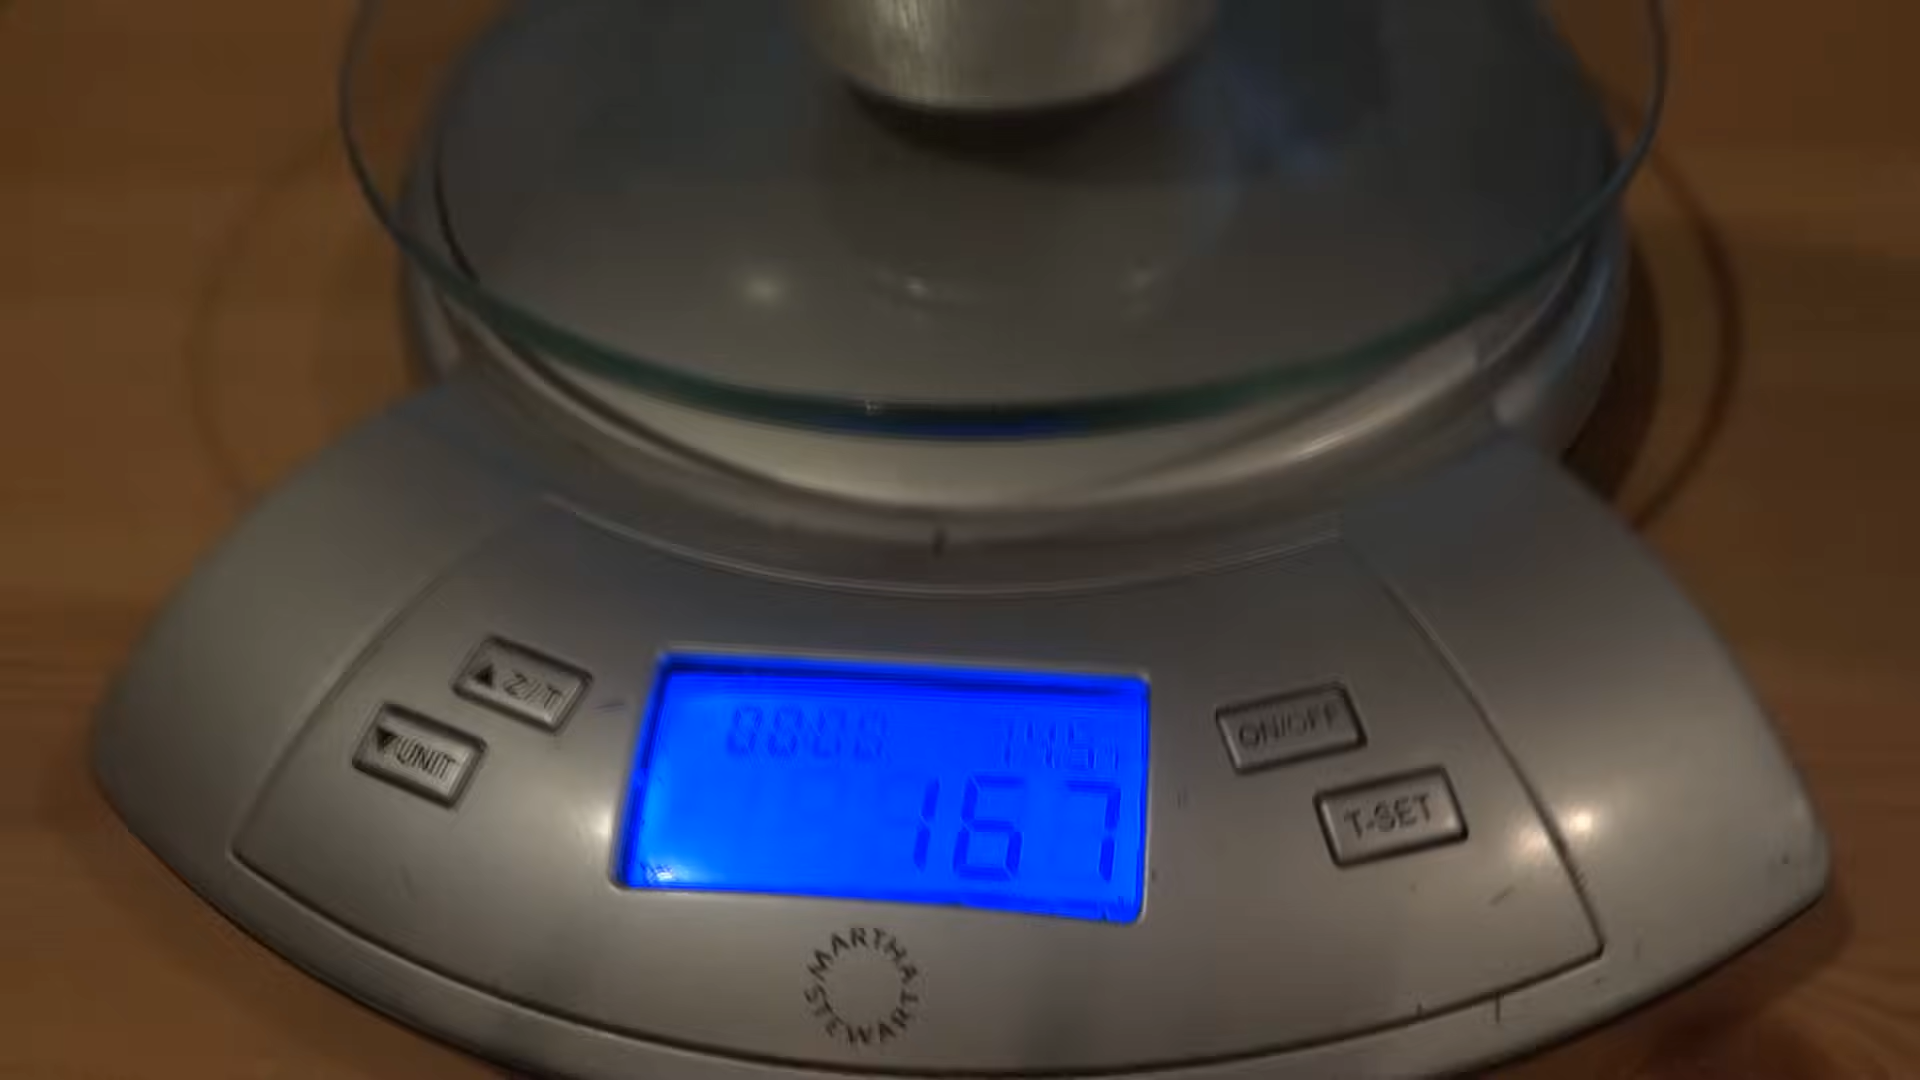 ▲ Z/T
▼ UNIT
167
ON/OFF
T-SET
MARTHA
STEWART